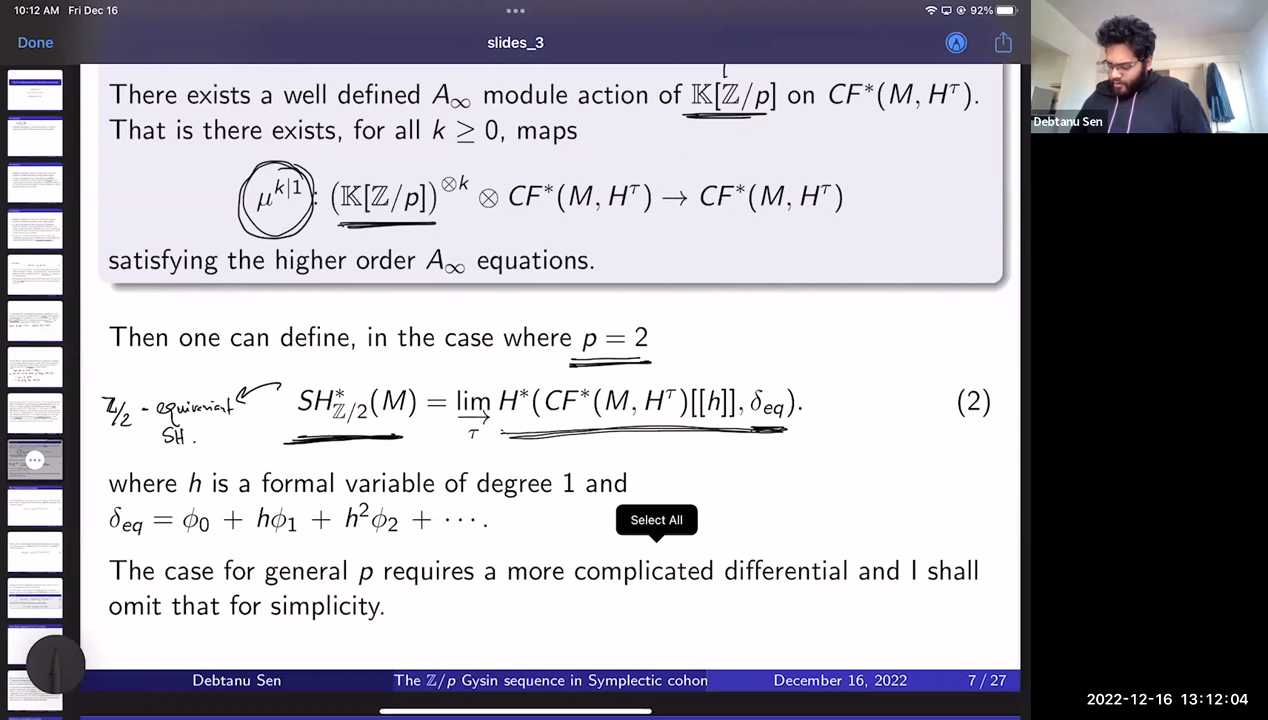 10:12 AM Fri Dec 16
92%
Done
slides_3
There exists a well defined A∞ module action of 𝕂[ℤ/p] on CF*(M, H^τ).
That is there exists, for all k ≥ 0, maps
μ^{k|1} : (𝕂[ℤ/p])^{⊗k} ⊗ CF*(M, H^τ) → CF*(M, H^τ)
satisfying the higher order A∞ equations.
Then one can define, in the case where p = 2
ℤ/2 - equivariant
SH.
SH*_{ℤ/2}(M) = lim→_τ H*(CF*(M, H^τ)[[h]], δ_eq). (2)
where h is a formal variable of degree 1 and
δ_eq = ϕ₀ + hϕ₁ + h²ϕ₂ + ⋯.
Select All
The case for general p requires a more complicated differential and I shall
omit that for simplicity.
Debtanu Sen The ℤ/p Gysin sequence in Symplectic cohon December 16, 2022 7 / 27
Debtanu Sen
2022-12-16 13:12:04